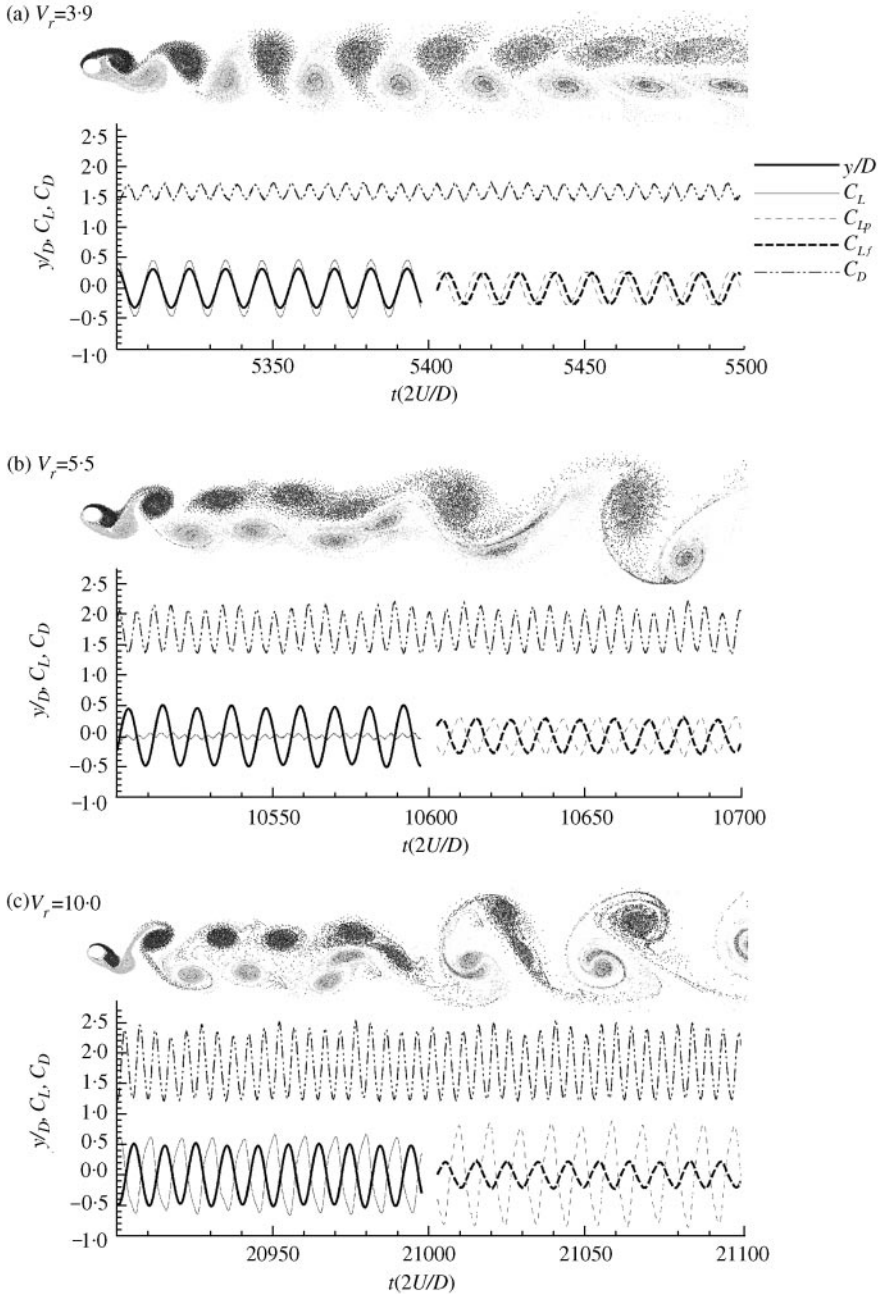 (a) V_r=3·9
2·5
2·0
1·5
1·0
0·5
0·0
−0·5
−1·0
y/D, C_L, C_D
y/D
C_L
C_Lp
C_Lf
C_D
5350 5400 5450 5500
t(2U/D)
(b) V_r=5·5
2·5
2·0
1·5
1·0
0·5
0·0
−0·5
−1·0
y/D, C_L, C_D
10550 10600 10650 10700
t(2U/D)
(c) V_r=10·0
2·5
2·0
1·5
1·0
0·5
0·0
−0·5
−1·0
y/D, C_L, C_D
20950 21000 21050 21100
t(2U/D)